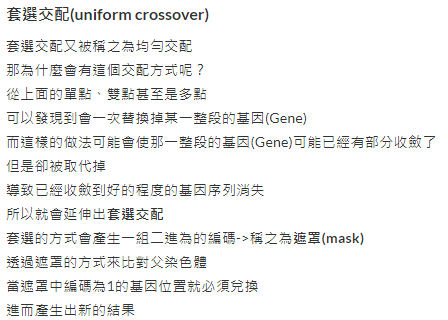 套選交配(uniform crossover)
套選交配又被稱之為均勻交配
那為什麼會有這個交配方式呢？
從上面的單點、雙點甚至是多點
可以發現到會一次替換掉某一整段的基因(Gene)
而這樣的做法可能會使那一整段的基因(Gene)可能已經有部分收斂了
但是卻被取代掉
導致已經收斂到好的程度的基因序列消失
所以就會延伸出套選交配
套選的方式會產生一組二進為的編碼->稱之為遮罩(mask)
透過遮罩的方式來比對父染色體
當遮罩中編碼為1的基因位置就必須兌換
進而產生出新的結果